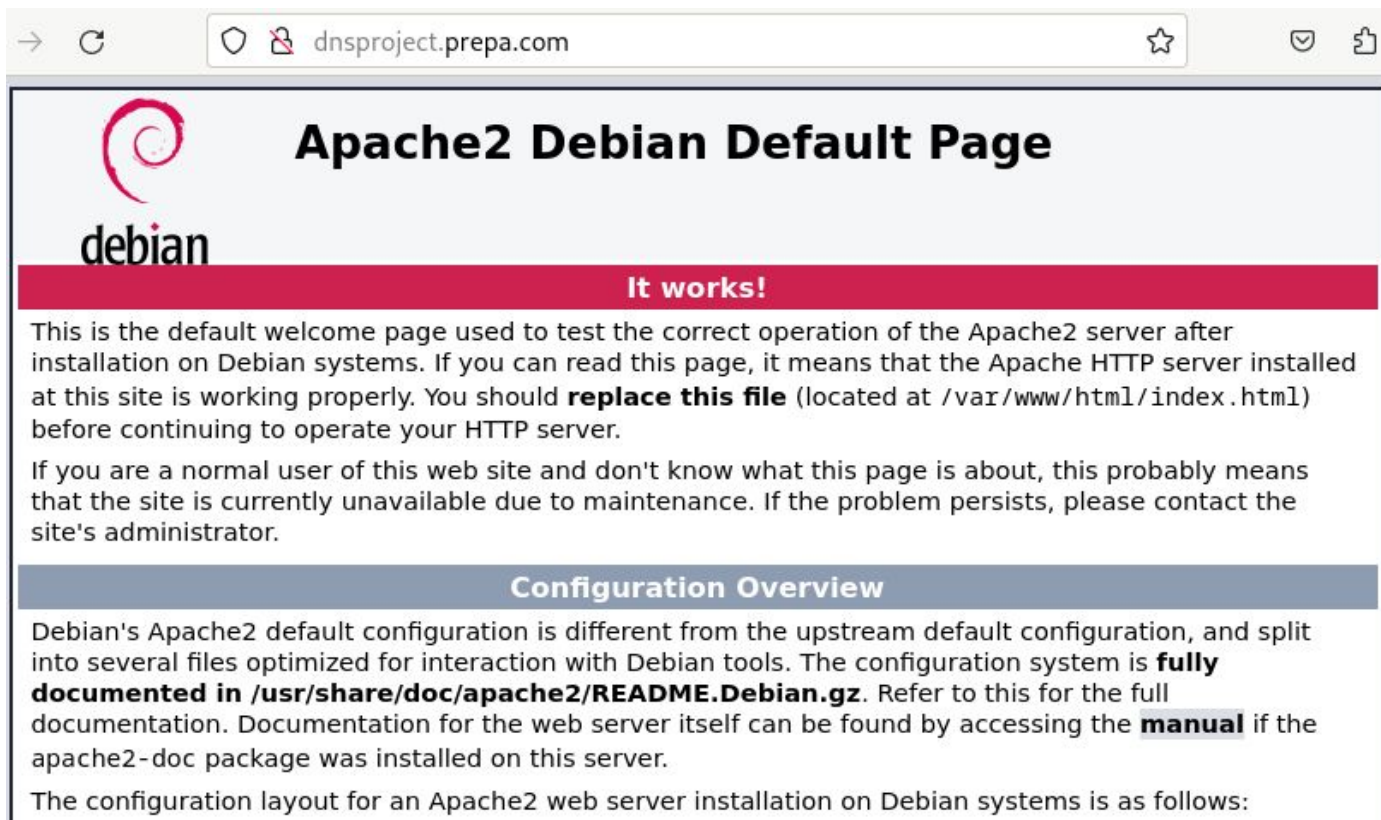 dnsproject.prepa.com
Apache2 Debian Default Page
debian
It works!
This is the default welcome page used to test the correct operation of the Apache2 server after
installation on Debian systems. If you can read this page, it means that the Apache HTTP server installed
at this site is working properly. You should replace this file (located at /var/www/html/index.html)
before continuing to operate your HTTP server.
If you are a normal user of this web site and don't know what this page is about, this probably means
that the site is currently unavailable due to maintenance. If the problem persists, please contact the
site's administrator.
Configuration Overview
Debian's Apache2 default configuration is different from the upstream default configuration, and split
into several files optimized for interaction with Debian tools. The configuration system is fully
documented in /usr/share/doc/apache2/README.Debian.gz. Refer to this for the full
documentation. Documentation for the web server itself can be found by accessing the manual if the
apache2-doc package was installed on this server.
The configuration layout for an Apache2 web server installation on Debian systems is as follows: